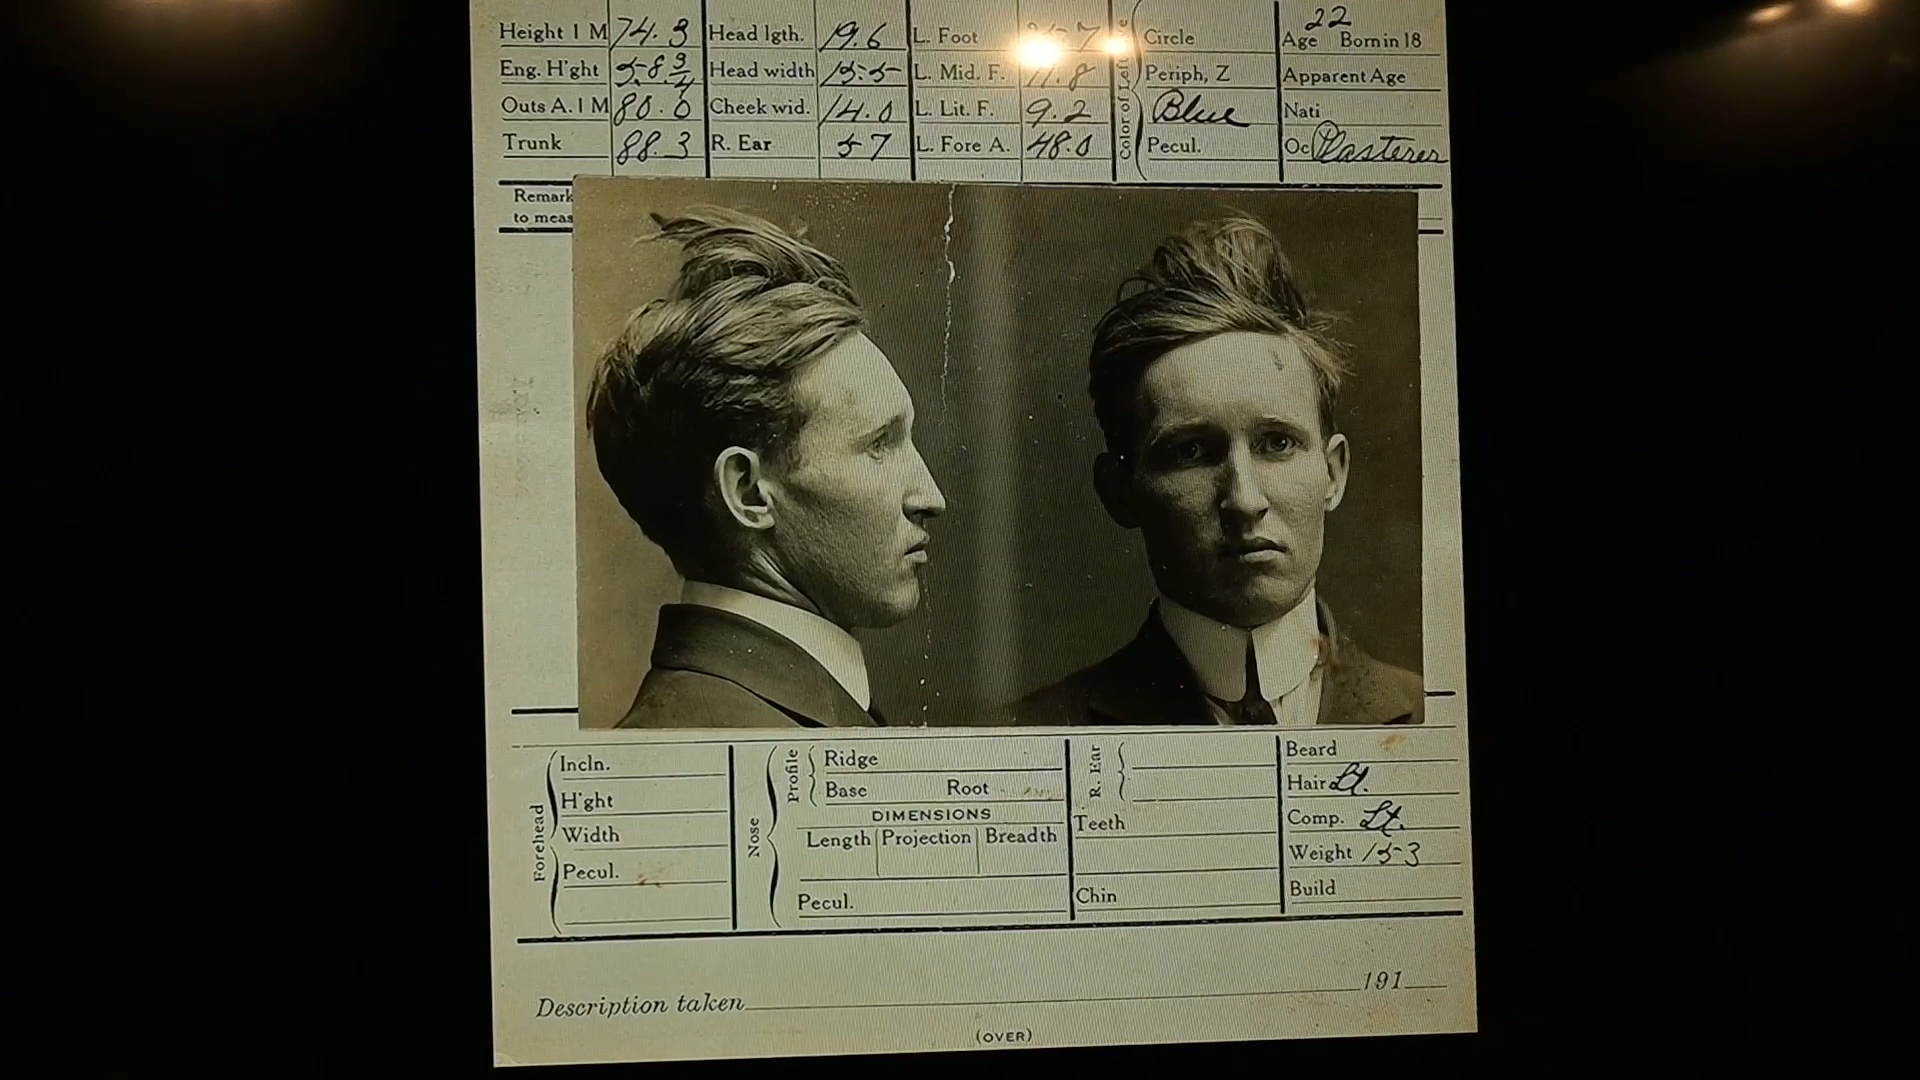 Height 1 M 74.3 Head lgth. 19.6 L. Foot 7 Circle Age 22 Born in 18
Eng. H'ght 5-8 3/4 Head width 15.5 L. Mid. F. 11.8 Periph, Z Apparent Age
Outs A. 1 M 80.0 Cheek wid. 14.0 L. Lit. F. 9.2 Blue Nati
Trunk 88.3 R. Ear 57 L. Fore A. 48.0 Pecul. Oc Plasterer
Color of Left
Remark
to meas
Forehead
Incln.
H'ght
Width
Pecul.
Nose
Profile
Ridge
Base Root
DIMENSIONS
Length Projection Breadth
Pecul.
R. Ear
Teeth
Chin
Beard
Hair Lt.
Comp. Lt.
Weight 153
Build
Description taken 191
(OVER)